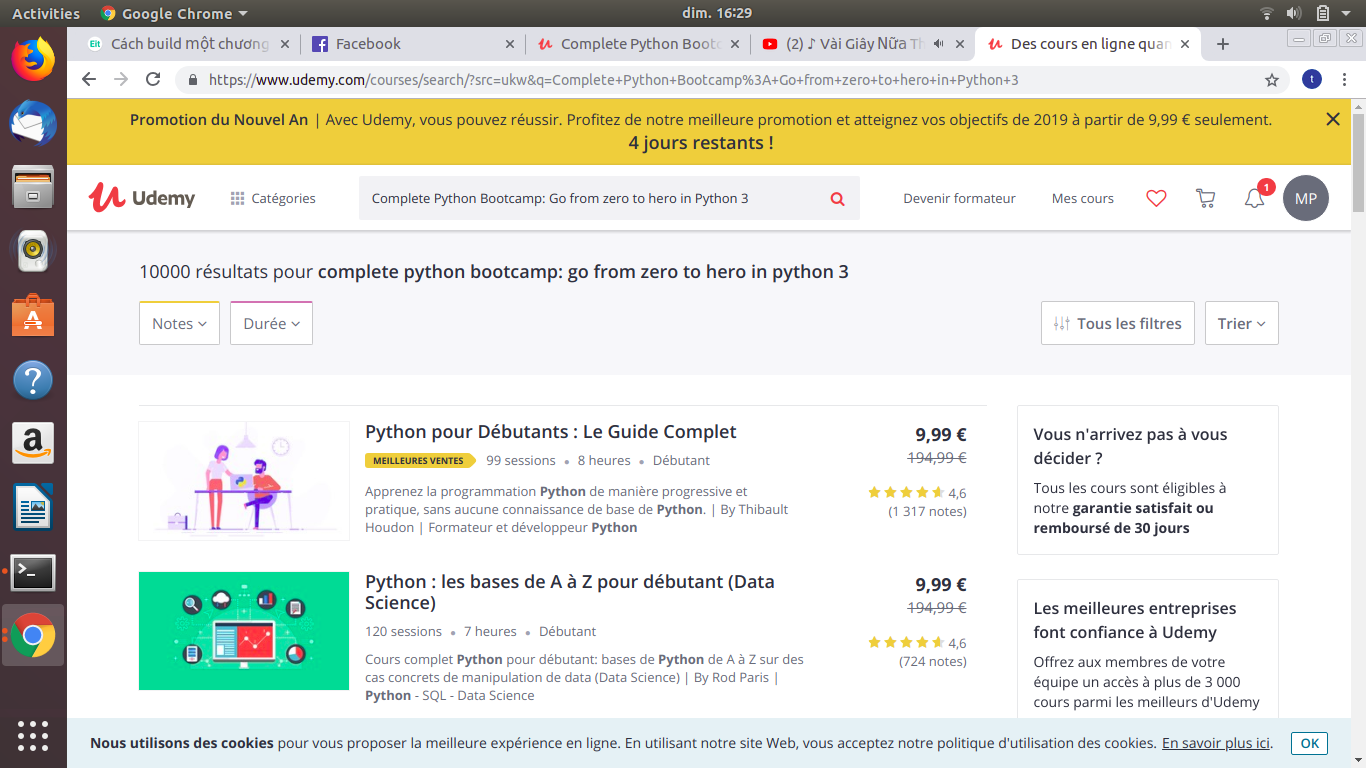 Activities
Google Chrome
dim. 16:29
Cách build một chương
Facebook
Complete Python Boot
(2) ♪ Vài Giây Nữa Th
Des cours en ligne quan
https://www.udemy.com/courses/search/?src=ukw&q=Complete+Python+Bootcamp%3A+Go+from+zero+to+hero+in+Python+3
t
Promotion du Nouvel An | Avec Udemy, vous pouvez réussir. Profitez de notre meilleure promotion et atteignez vos objectifs de 2019 à partir de 9,99 € seulement.
4 jours restants !
Udemy
Catégories
Complete Python Bootcamp: Go from zero to hero in Python 3
Devenir formateur
Mes cours
1
MP
10000 résultats pour complete python bootcamp: go from zero to hero in python 3
Notes
Durée
Tous les filtres
Trier
Python pour Débutants : Le Guide Complet
9,99 €
MEILLEURES VENTES 99 sessions • 8 heures • Débutant
194,99 €
Apprenez la programmation Python de manière progressive et
pratique, sans aucune connaissance de base de Python. | By Thibault
Houdon | Formateur et développeur Python
4,6
(1 317 notes)
Python : les bases de A à Z pour débutant (Data
Science)
9,99 €
194,99 €
120 sessions • 7 heures • Débutant
4,6
(724 notes)
Cours complet Python pour débutant: bases de Python de A à Z sur des
cas concrets de manipulation de data (Data Science) | By Rod Paris |
Python - SQL - Data Science
Vous n'arrivez pas à vous
décider ?
Tous les cours sont éligibles à
notre garantie satisfait ou
remboursé de 30 jours
Les meilleures entreprises
font confiance à Udemy
Offrez aux membres de votre
équipe un accès à plus de 3 000
cours parmi les meilleurs d'Udemy
Nous utilisons des cookies pour vous proposer la meilleure expérience en ligne. En utilisant notre site Web, vous acceptez notre politique d'utilisation des cookies. En savoir plus ici.
OK